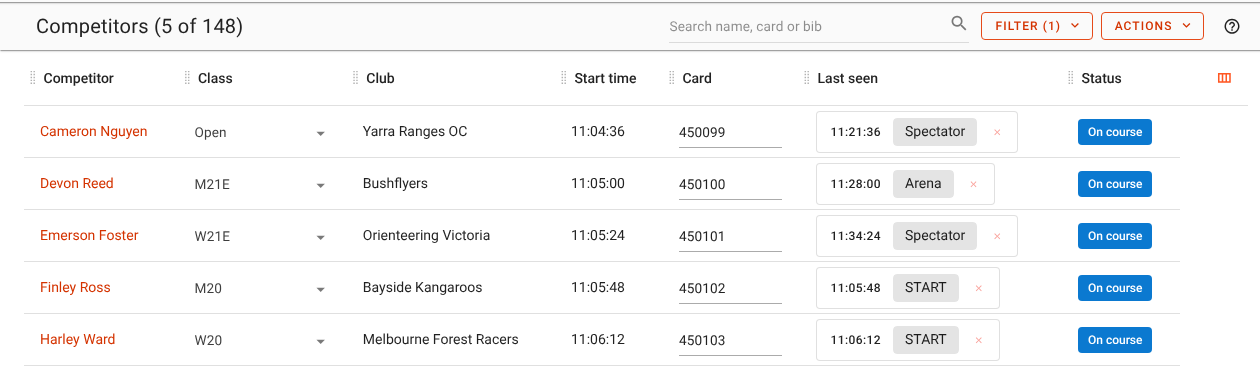 Competitors (5 of 148) Search name, card or bib FILTER (1) ACTIONS
Competitor Class Club Start time Card Last seen Status
Cameron Nguyen Open Yarra Ranges OC 11:04:36 450099 11:21:36 Spectator × On course
Devon Reed M21E Bushflyers 11:05:00 450100 11:28:00 Arena × On course
Emerson Foster W21E Orienteering Victoria 11:05:24 450101 11:34:24 Spectator × On course
Finley Ross M20 Bayside Kangaroos 11:05:48 450102 11:05:48 START × On course
Harley Ward W20 Melbourne Forest Racers 11:06:12 450103 11:06:12 START × On course